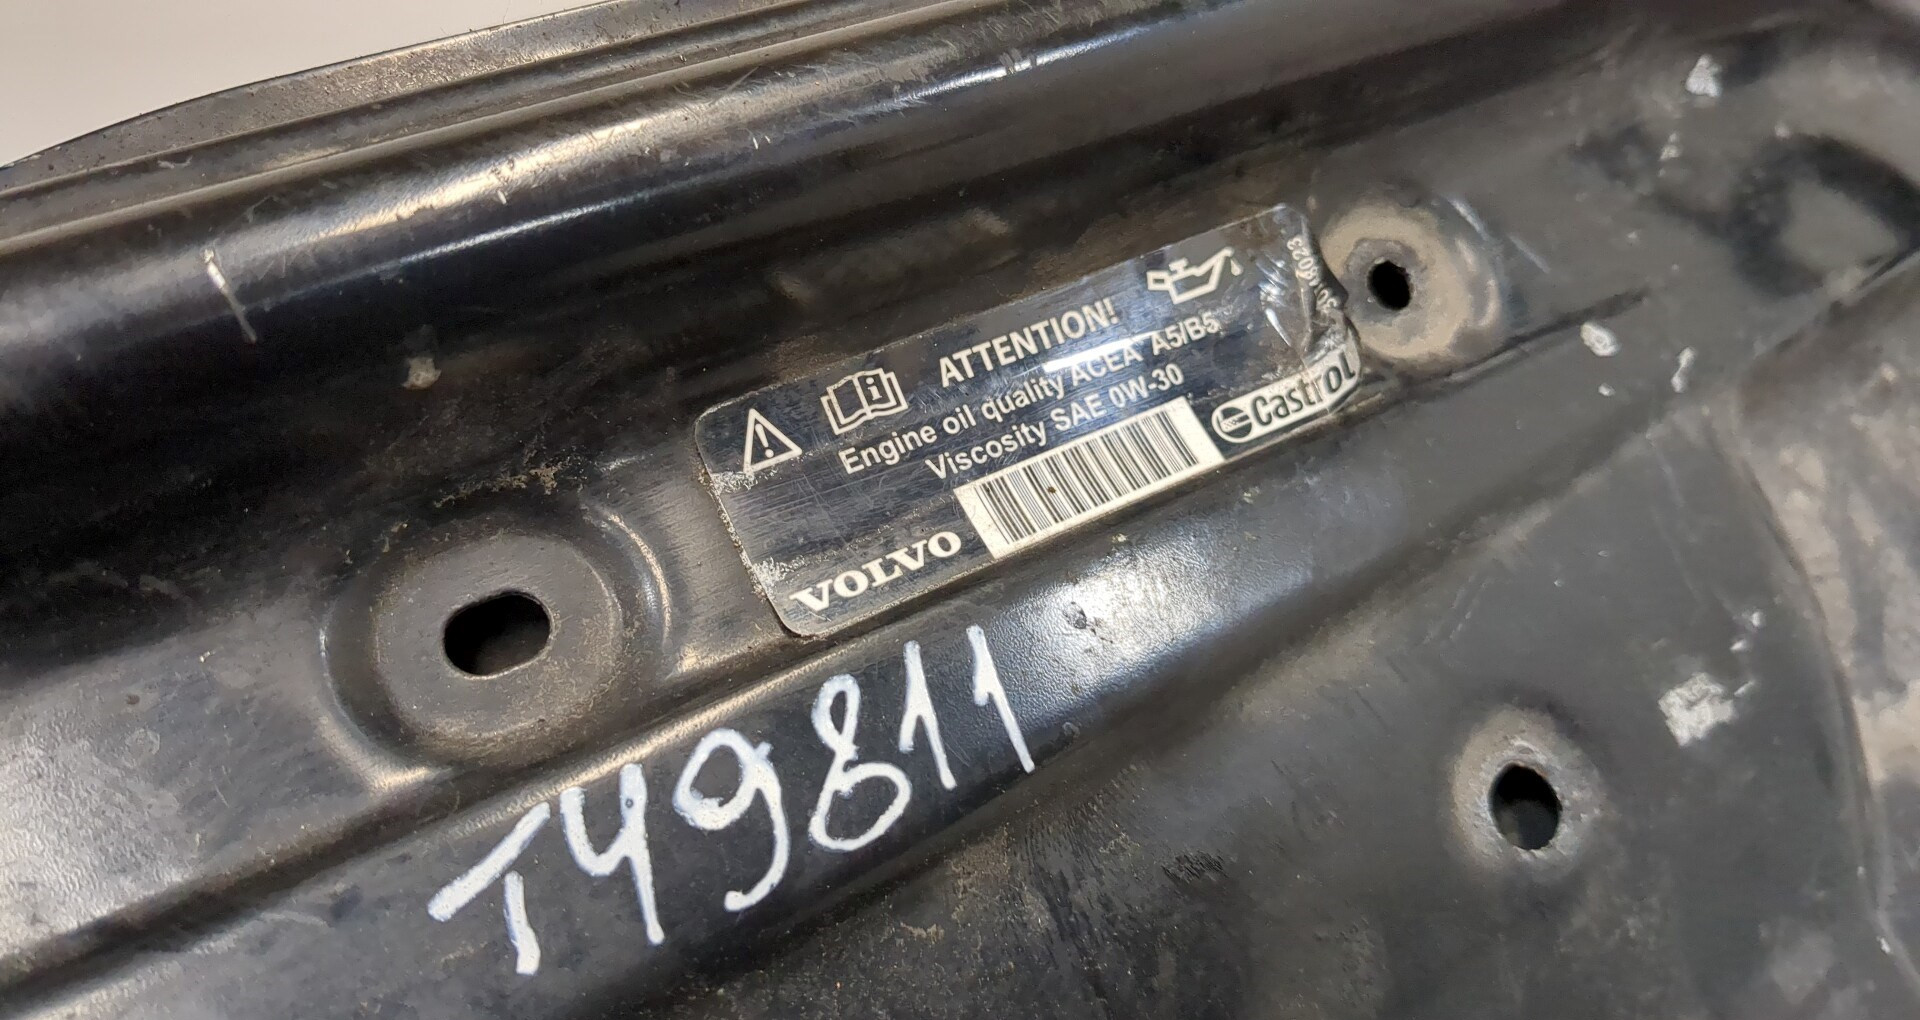 ATTENTION!
Engine oil quality ACEA A5/B5
Viscosity SAE 0W-30
VOLVO
Castrol
T49811